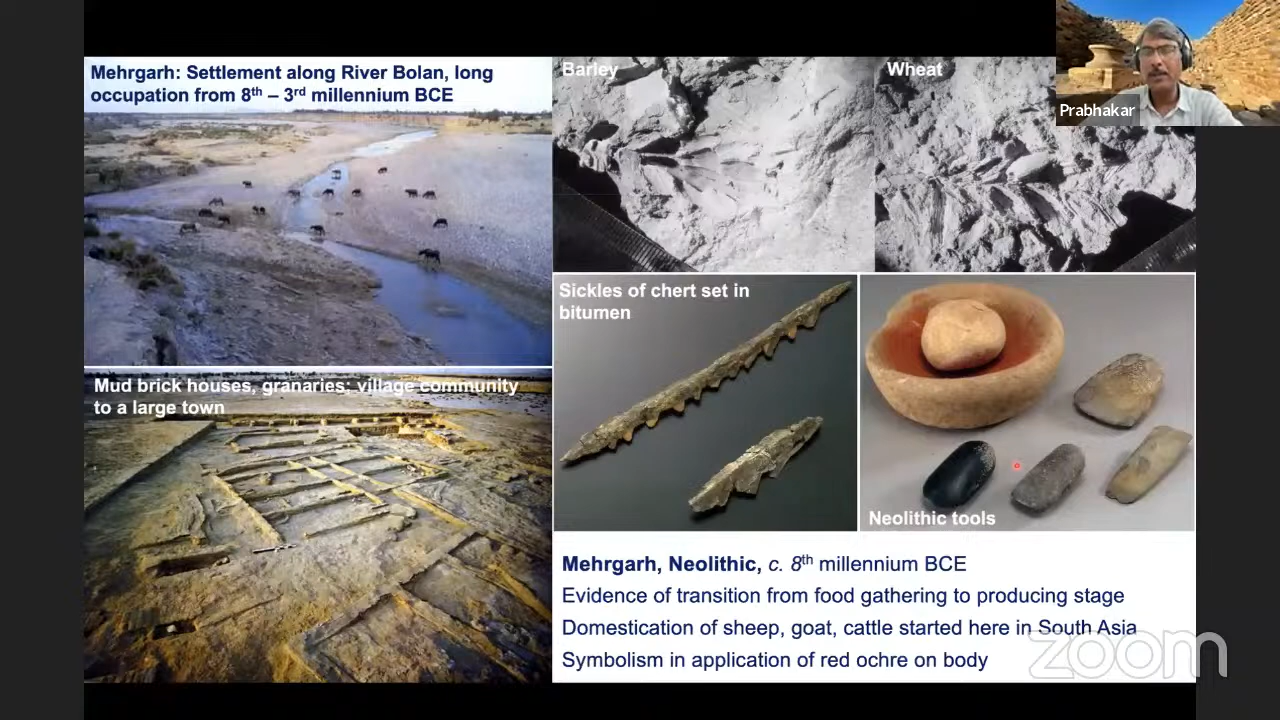 Mehrgarh: Settlement along River Bolan, long
occupation from 8th – 3rd millennium BCE
Barley
Wheat
Prabhakar
Sickles of chert set in
bitumen
Mud brick houses, granaries; village community
to a large town
Neolithic tools
Mehrgarh, Neolithic, c. 8th millennium BCE
Evidence of transition from food gathering to producing stage
Domestication of sheep, goat, cattle started here in South Asia
Symbolism in application of red ochre on body
zoom